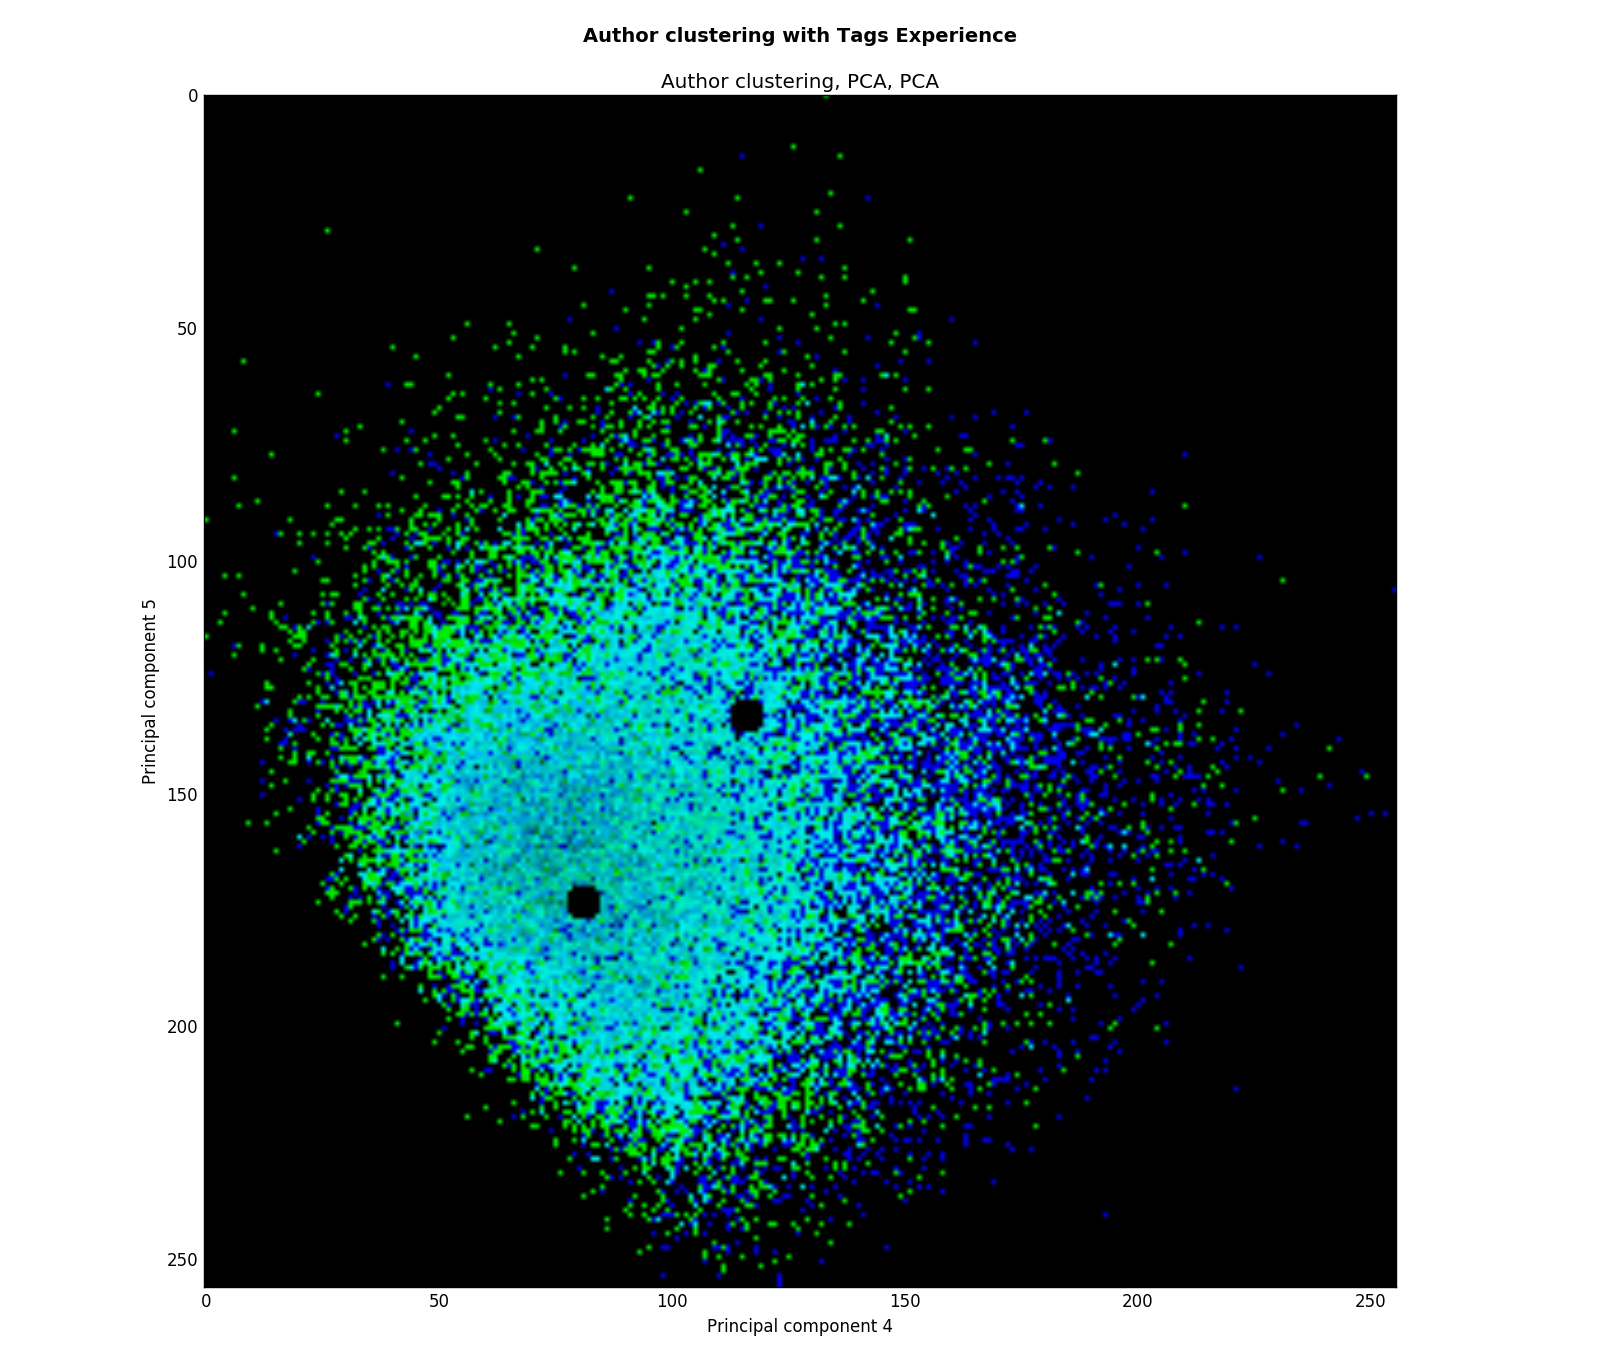 Author clustering with Tags Experience
Author clustering, PCA, PCA
0
50
100
150
200
250
Principal component 5
0 50 100 150 200 250
Principal component 4